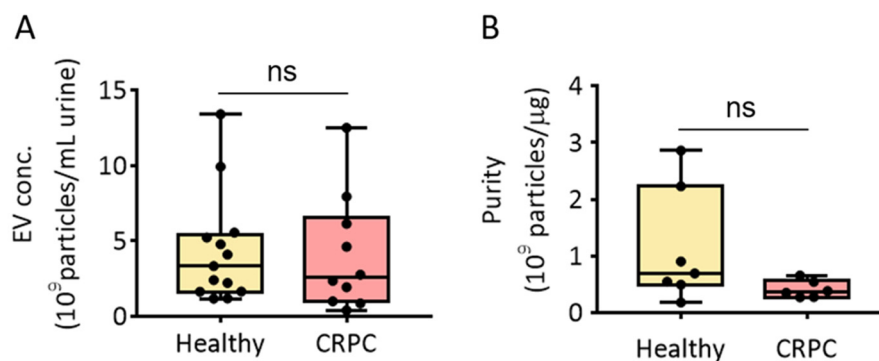 A
EV conc.
(10⁹particles/mL urine)
15
10
5
0
ns
Healthy
CRPC
B
Purity
(10⁹ particles/µg)
4
3
2
1
0
ns
Healthy
CRPC